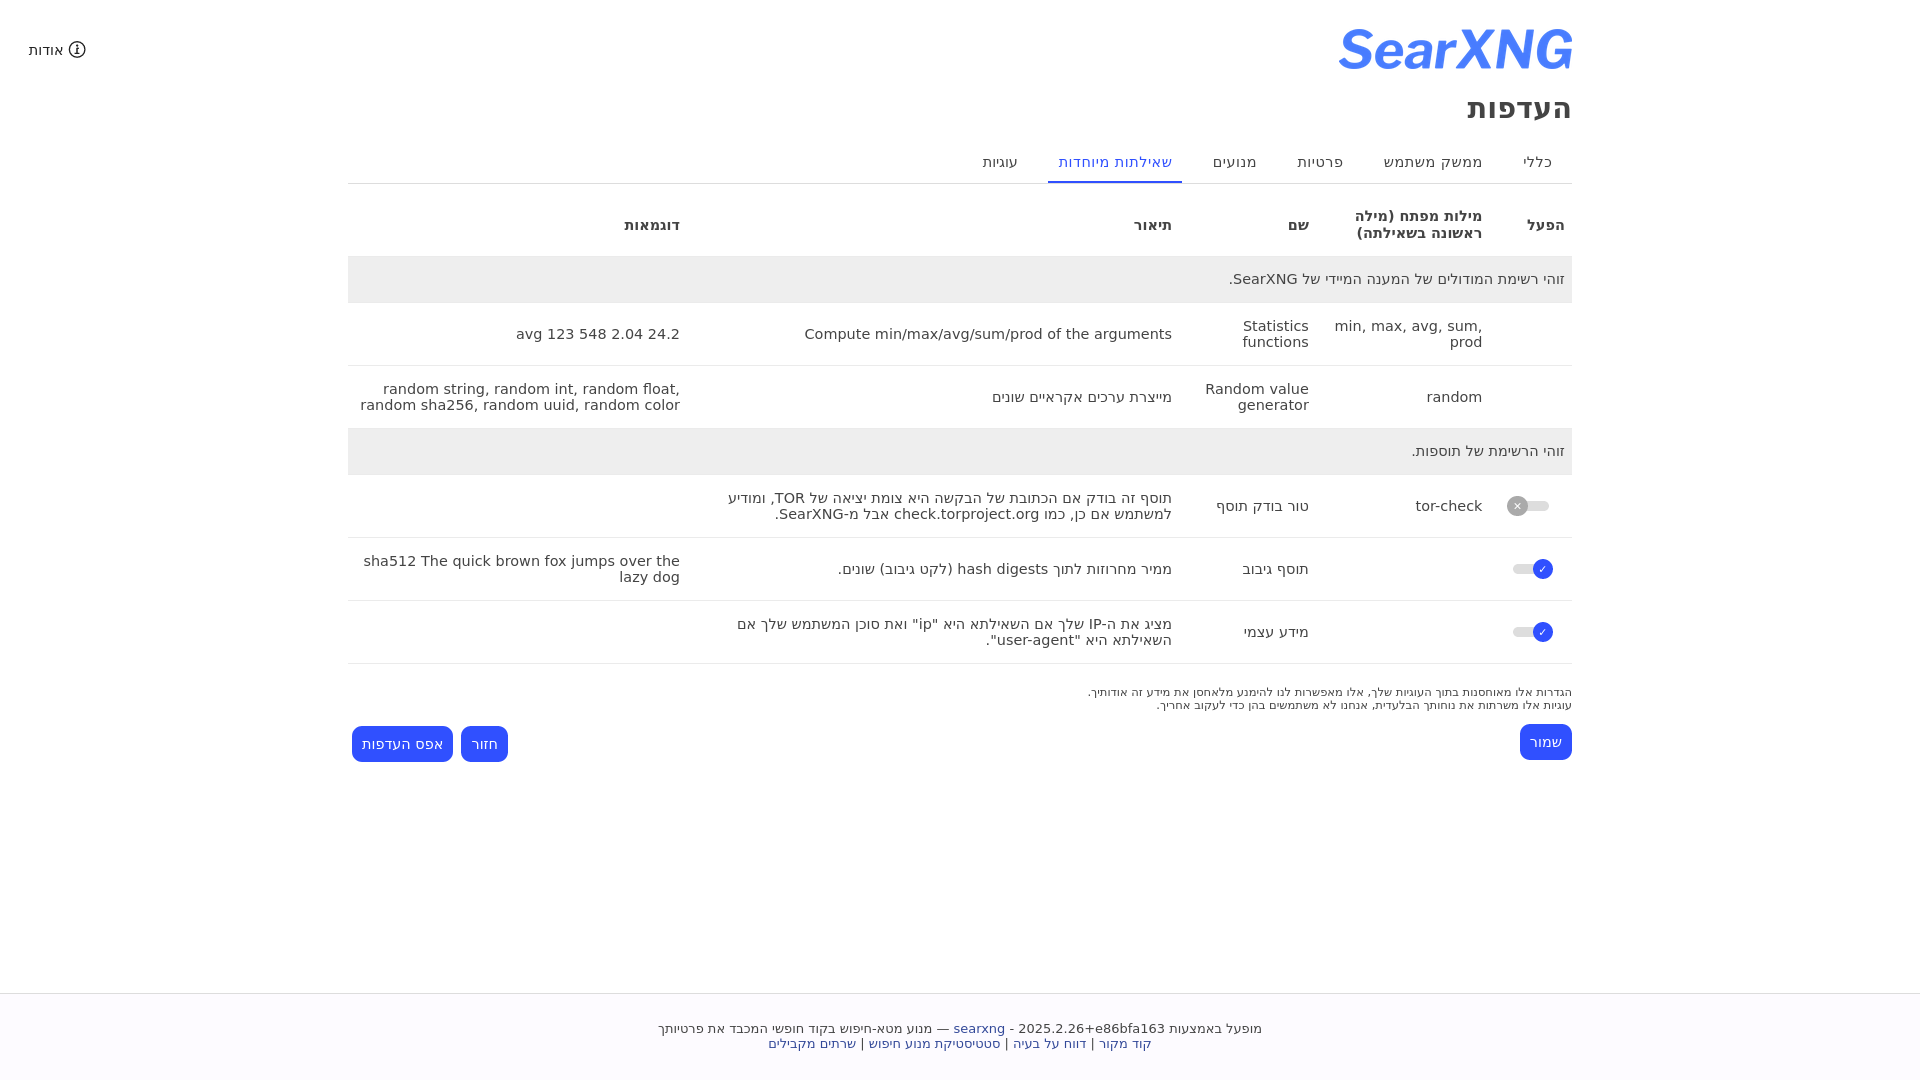 SearXNG
אודות
העדפות
כללי
ממשק משתמש
פרטיות
מנועים
שאילתות מיוחדות
עוגיות
הפעל
מילות מפתח (מילה
ראשונה בשאילתה)
שם
תיאור
דוגמאות
זוהי רשימת המודולים של המענה המיידי של SearXNG.
min, max, avg, sum,
prod
Statistics
functions
Compute min/max/avg/sum/prod of the arguments
avg 123 548 2.04 24.2
random
Random value
generator
מייצרת ערכים אקראיים שונים
random string, random int, random float,
random sha256, random uuid, random color
זוהי הרשימת של תוספות.
tor-check
טור בודק תוסף
תוסף זה בודק אם הכתובת של הבקשה היא צומת יציאה של TOR, ומודיע
למשתמש אם כן, כמו check.torproject.org אבל מ-SearXNG.
תוסף גיבוב
ממיר מחרוזות לתוך hash digests (לקט גיבוב) שונים.
sha512 The quick brown fox jumps over the
lazy dog
מידע עצמי
מציג את ה-IP שלך אם השאילתא היא "ip" ואת סוכן המשתמש שלך אם
השאילתא היא "user-agent".
הגדרות אלו מאוחסנות בתוך העוגיות שלך, אלו מאפשרות לנו להימנע מלאחסן את מידע זה אודותיך.
עוגיות אלו משרתות את נוחותך הבלעדית, אנחנו לא משתמשים בהן כדי לעקוב אחריך.
שמור
חזור
אפס העדפות
מופעל באמצעות searxng - 2025.2.26+e86bfa163 — מנוע מטא-חיפוש בקוד חופשי המכבד את פרטיותך
קוד מקור | דווח על בעיה | סטטיסטיקת מנוע חיפוש | שרתים מקבילים